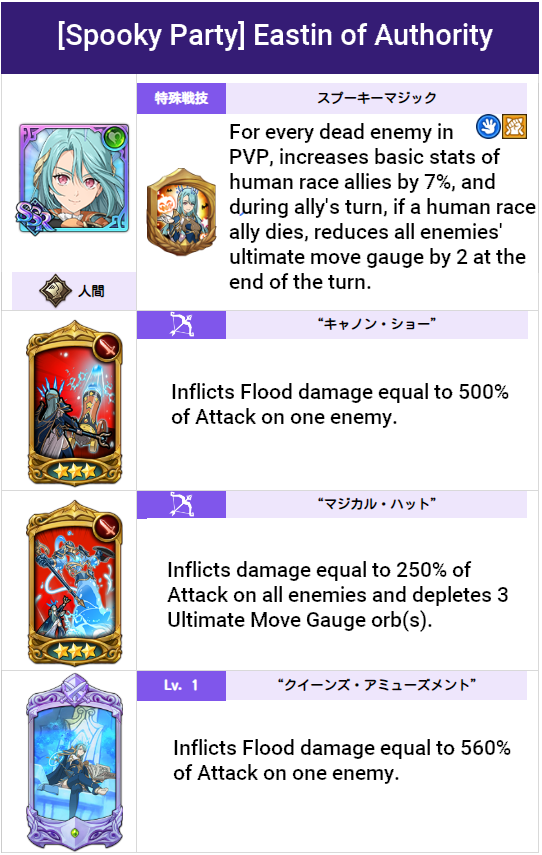 [Spooky Party] Eastin of Authority
特殊戦技
スプーキーマジック
For every dead enemy in
PVP, increases basic stats of
human race allies by 7%, and
during ally's turn, if a human race
ally dies, reduces all enemies'
ultimate move gauge by 2 at the
end of the turn.
SSR
人間
“キャノン・ショー”
Inflicts Flood damage equal to 500%
of Attack on one enemy.
“マジカル・ハット”
Inflicts damage equal to 250% of
Attack on all enemies and depletes 3
Ultimate Move Gauge orb(s).
Lv. 1
“クイーンズ・アミューズメント”
Inflicts Flood damage equal to 560%
of Attack on one enemy.